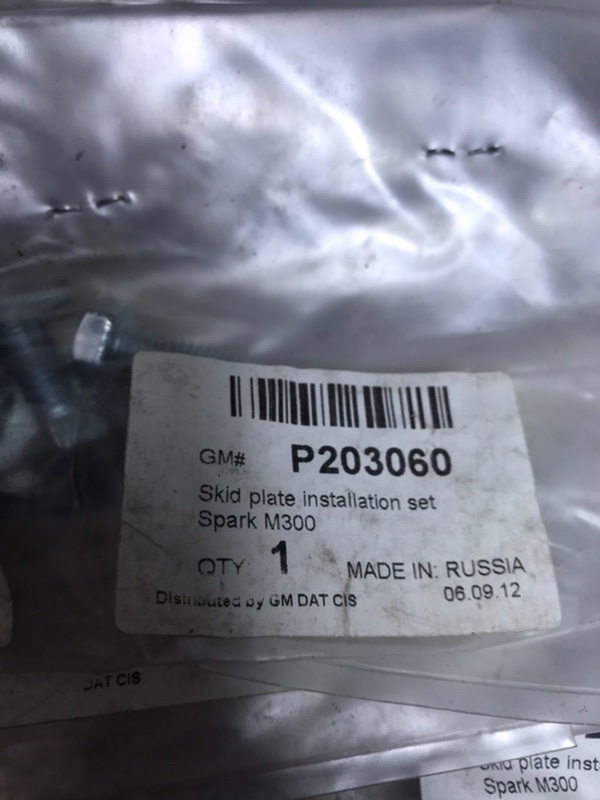 GM# P203060
Skid plate installation set
Spark M300
QTY 1 MADE IN: RUSSIA
06.09.12
Distributed by GM DAT CIS
DAT CIS
Skid plate inst
Spark M300